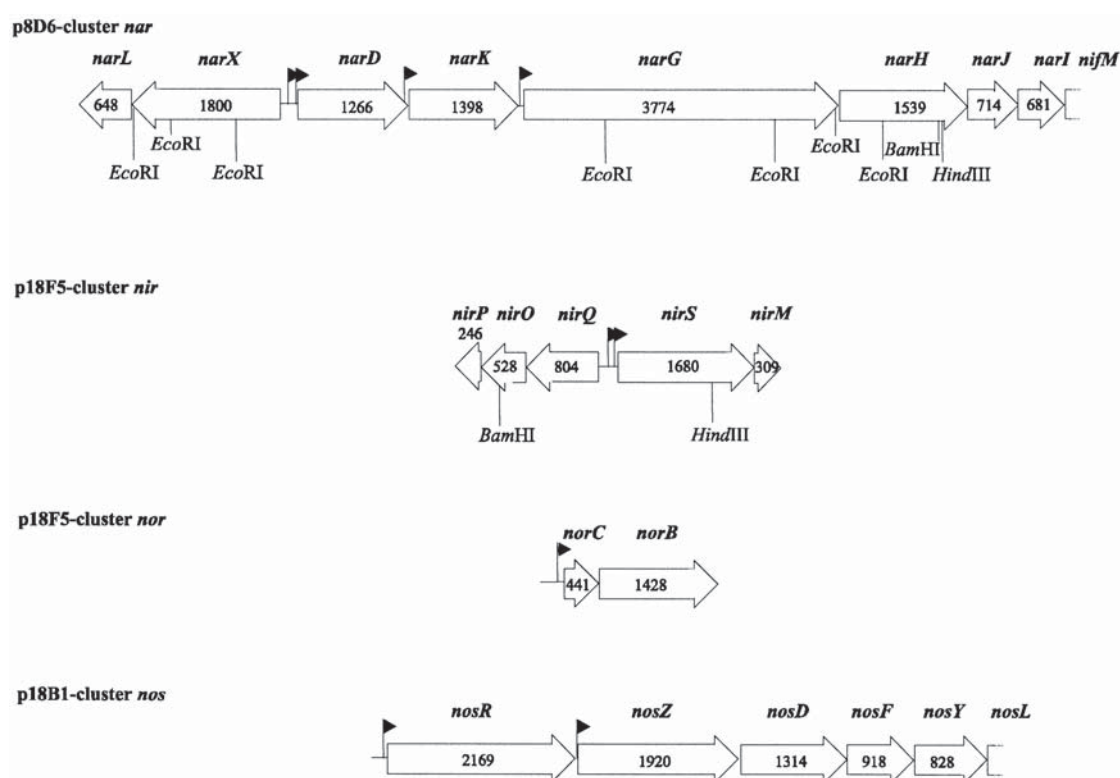 p8D6-cluster nar
narL narX narD narK narG narH narJ narI nifM
648 1800 1266 1398 3774 1539 714 681
EcoRI EcoRI BamHI
EcoRI EcoRI EcoRI EcoRI EcoRI HindIII
p18F5-cluster nir
nirP nirO nirQ nirS nirM
246
528 804 1680 309
BamHI HindIII
p18F5-cluster nor
norC norB
441 1428
p18B1-cluster nos
nosR nosZ nosD nosF nosY nosL
2169 1920 1314 918 828